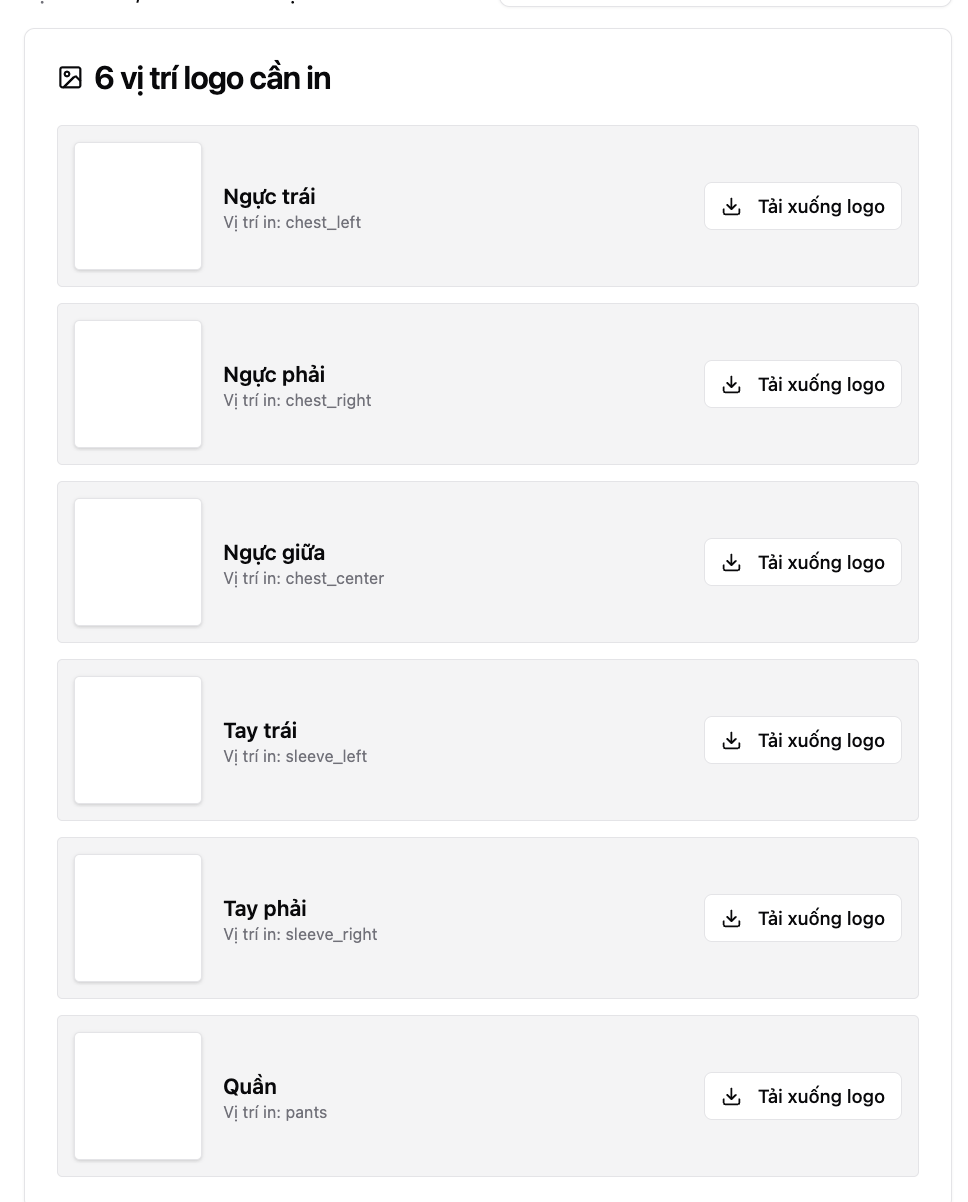 6 vị trí logo cần in
Ngực trái
Vị trí in: chest_left
Tải xuống logo
Ngực phải
Vị trí in: chest_right
Tải xuống logo
Ngực giữa
Vị trí in: chest_center
Tải xuống logo
Tay trái
Vị trí in: sleeve_left
Tải xuống logo
Tay phải
Vị trí in: sleeve_right
Tải xuống logo
Quần
Vị trí in: pants
Tải xuống logo